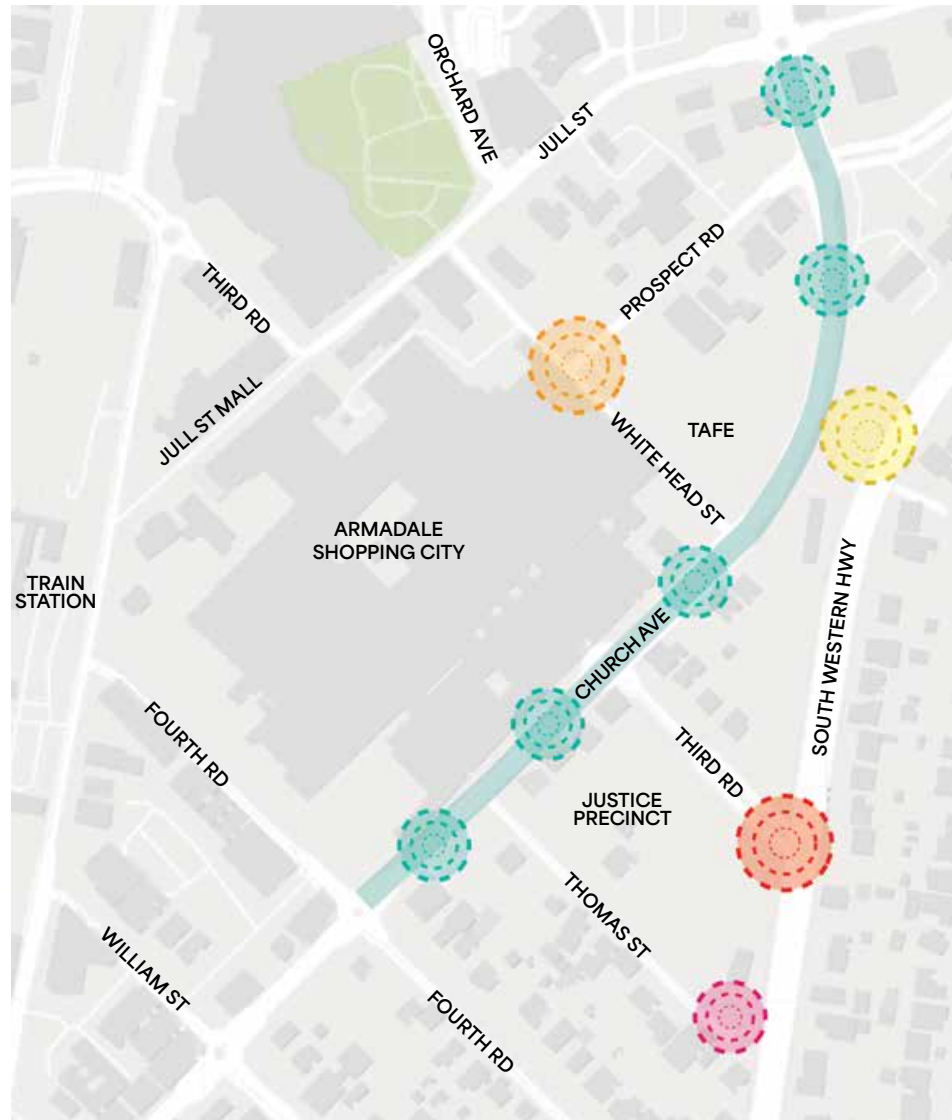 ORCHARD AVE
JULL ST
PROSPECT RD
THIRD RD
JULL ST MALL
WHITE HEAD ST
TAFE
ARMADALE
SHOPPING CITY
TRAIN
STATION
CHURCH AVE
SOUTH WESTERN HWY
FOURTH RD
THIRD RD
JUSTICE
PRECINCT
THOMAS ST
WILLIAM ST
FOURTH RD